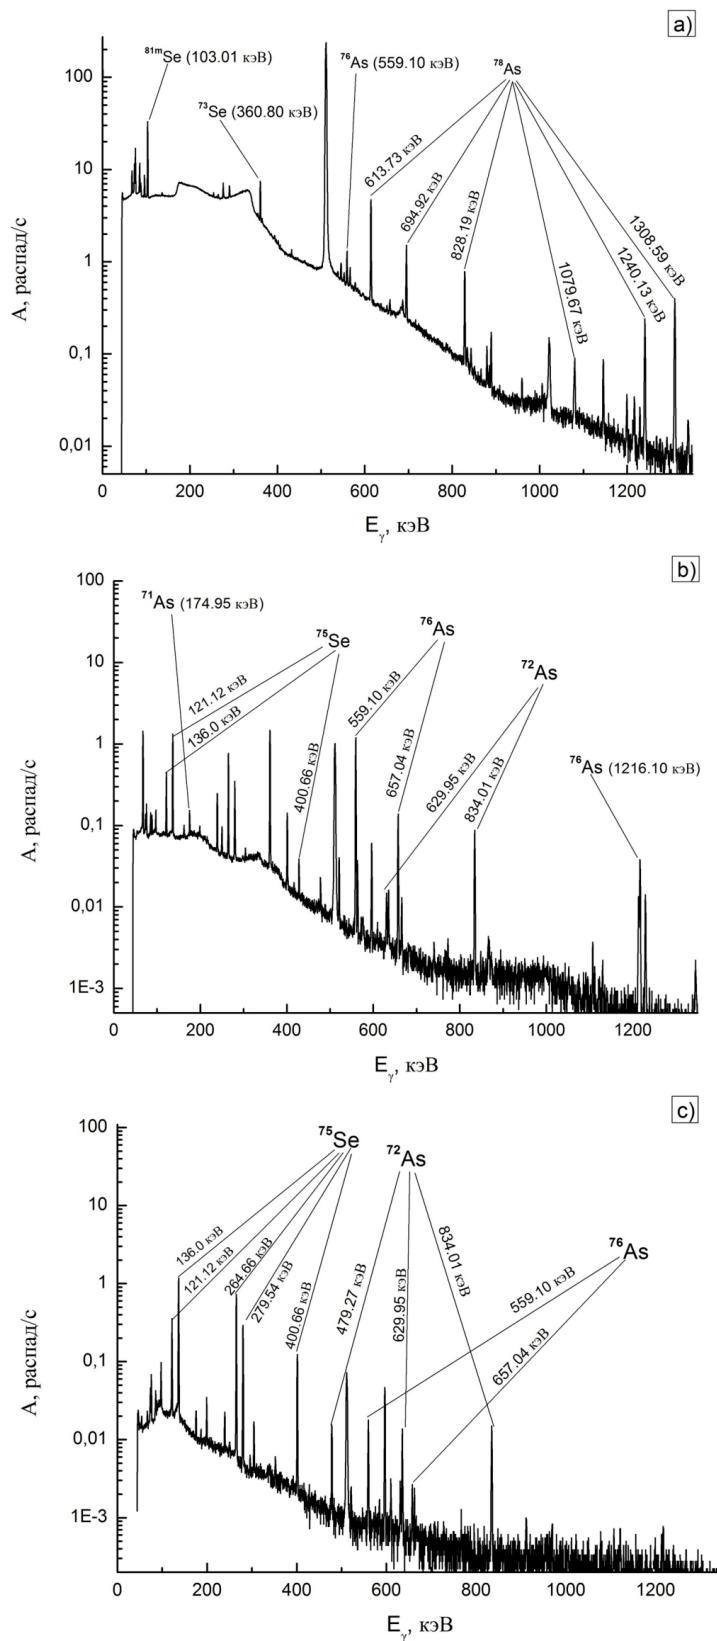 a)
⁸¹ᵐSe (103.01 кэВ)
⁷⁶As (559.10 кэВ)
⁷⁸As
⁷³Se (360.80 кэВ)
613.73 кэВ
694.92 кэВ
828.19 кэВ
1079.67 кэВ
1240.13 кэВ
1308.59 кэВ
A, распад/с
100
10
1
0,1
0,01
0 200 400 600 800 1000 1200
Eᵧ, кэВ
b)
⁷¹As (174.95 кэВ)
⁷⁵Se
⁷⁶As
⁷²As
⁷⁶As (1216.10 кэВ)
121.12 кэВ
136.0 кэВ
400.66 кэВ
559.10 кэВ
657.04 кэВ
629.95 кэВ
834.01 кэВ
A, распад/с
100
10
1
0,1
0,01
1E-3
0 200 400 600 800 1000 1200
Eᵧ, кэВ
c)
⁷⁵Se
⁷²As
⁷⁶As
136.0 кэВ
121.12 кэВ
264.66 кэВ
279.54 кэВ
400.66 кэВ
479.27 кэВ
629.95 кэВ
834.01 кэВ
559.10 кэВ
657.04 кэВ
A, распад/с
100
10
1
0,1
0,01
1E-3
0 200 400 600 800 1000 1200
Eᵧ, кэВ